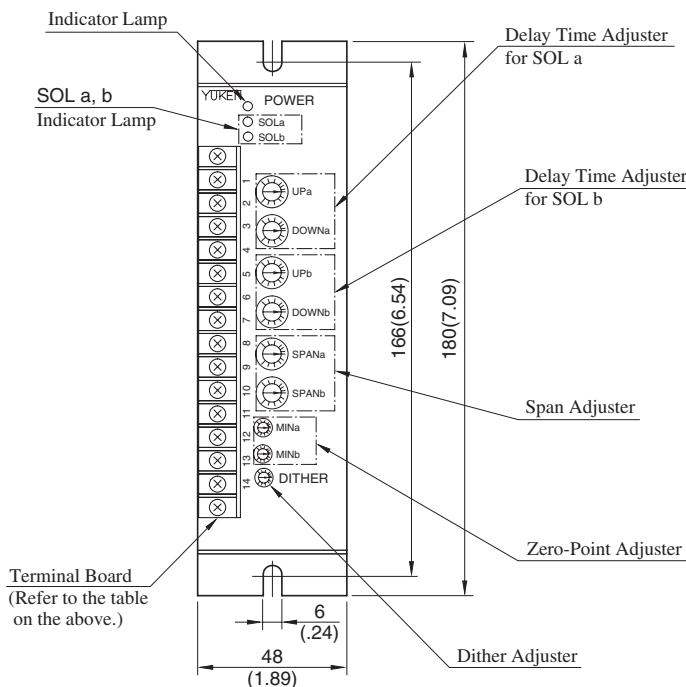 Indicator Lamp
Delay Time Adjuster
for SOL a
SOL a, b
Indicator Lamp
YUKEN
POWER
SOLa
SOLb
1
2
3
4
5
6
7
8
9
10
11
12
13
14
UPa
DOWNa
UPb
DOWNb
SPANa
SPANb
MINa
MINb
DITHER
Delay Time Adjuster
for SOL b
166(6.54)
180(7.09)
Span Adjuster
Zero-Point Adjuster
Terminal Board
(Refer to the table
on the above.)
6
(.24)
48
(1.89)
Dither Adjuster